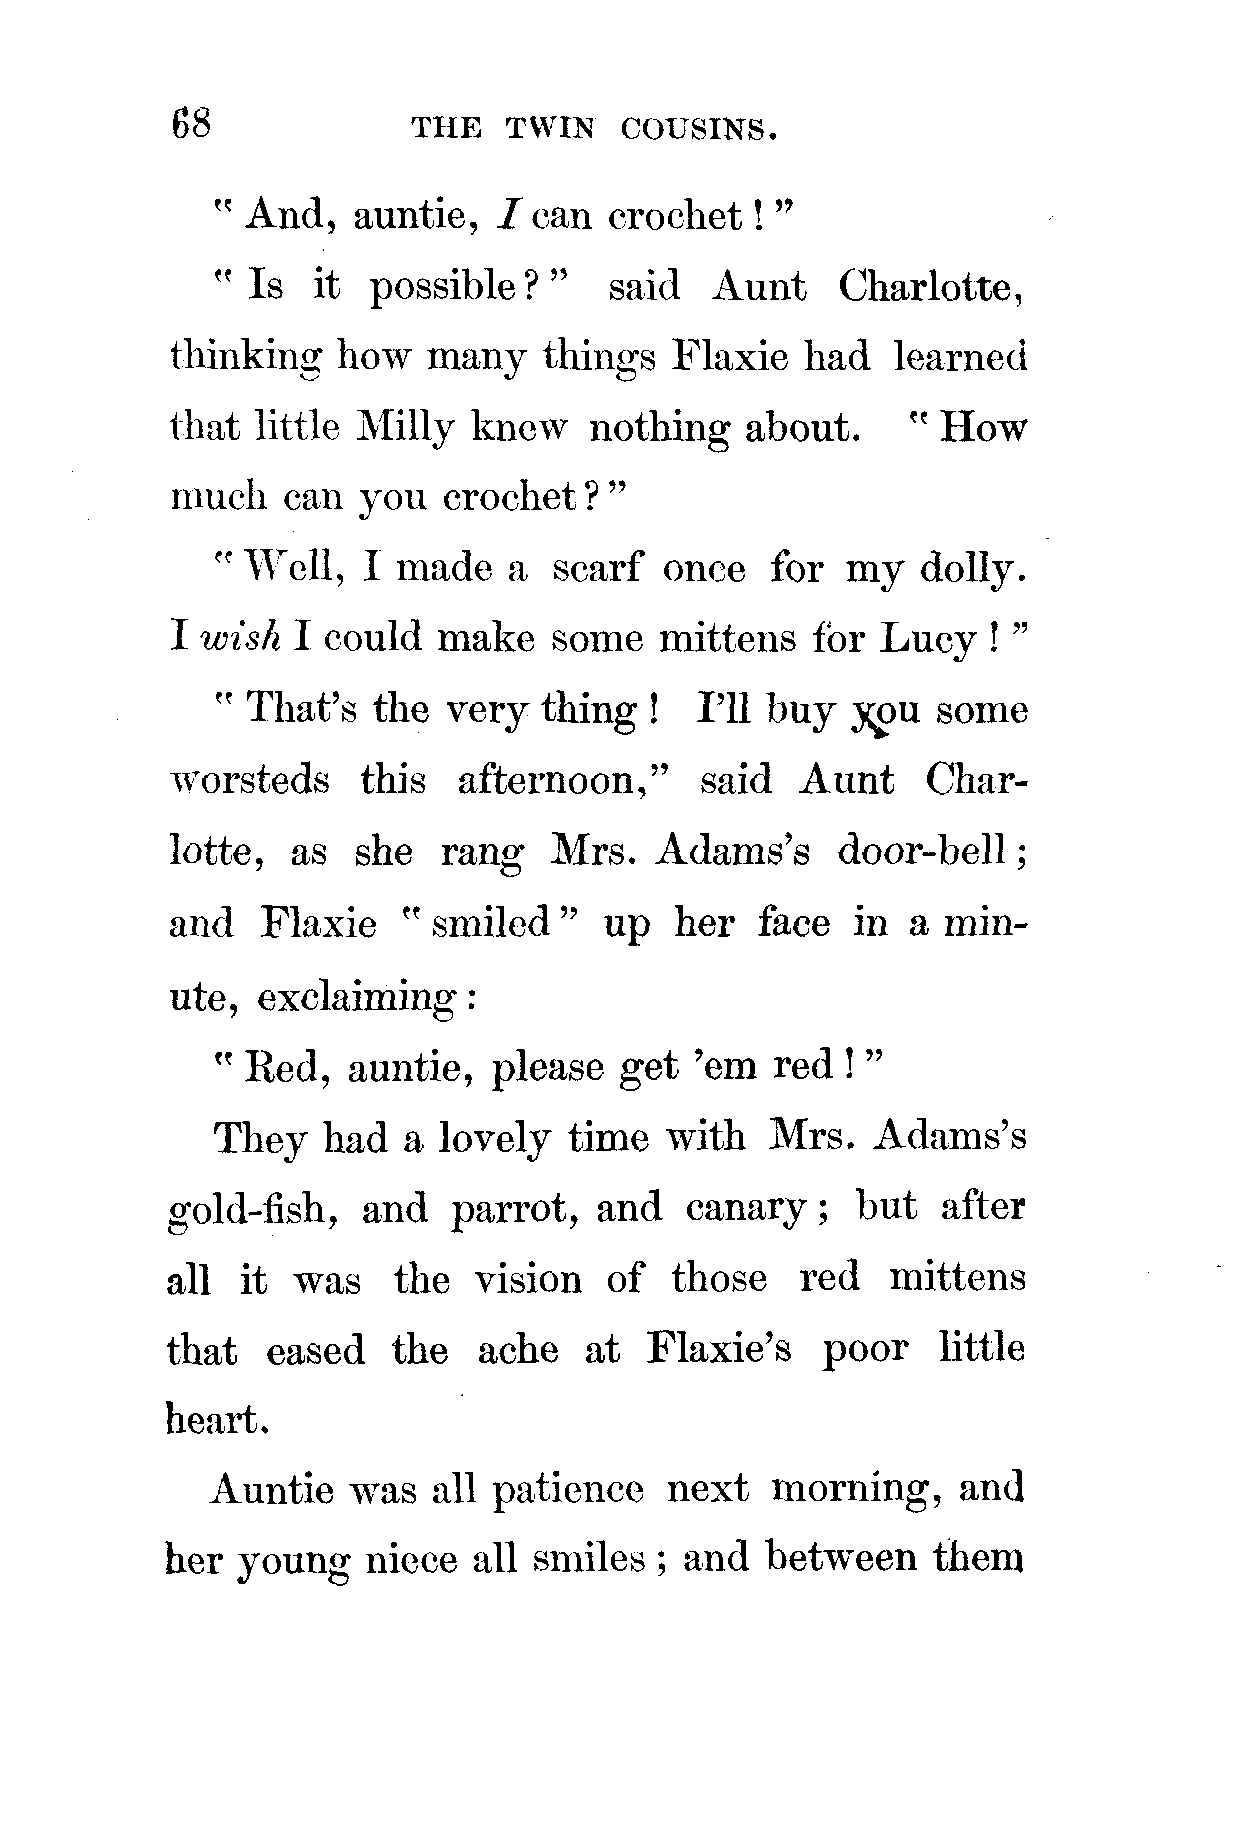 68 THE TWIN COUSINS.
" And, auntie, I can crochet ! "
" Is it possible ? " said Aunt Charlotte,
thinking how many things Flaxie had learned
that little Milly knew nothing about. " How
much can you crochet ? "
" Well, I made a scarf once for my dolly.
I wish I could make some mittens for Lucy ! "
" That's the very thing ! I'll buy you some
worsteds this afternoon," said Aunt Char-
lotte, as she rang Mrs. Adams's door-bell ;
and Flaxie " smiled " up her face in a min-
ute, exclaiming :
" Red, auntie, please get 'em red ! "
They had a lovely time with Mrs. Adams's
gold-fish, and parrot, and canary ; but after
all it was the vision of those red mittens
that eased the ache at Flaxie's poor little
heart.
Auntie was all patience next morning, and
her young niece all smiles ; and between them